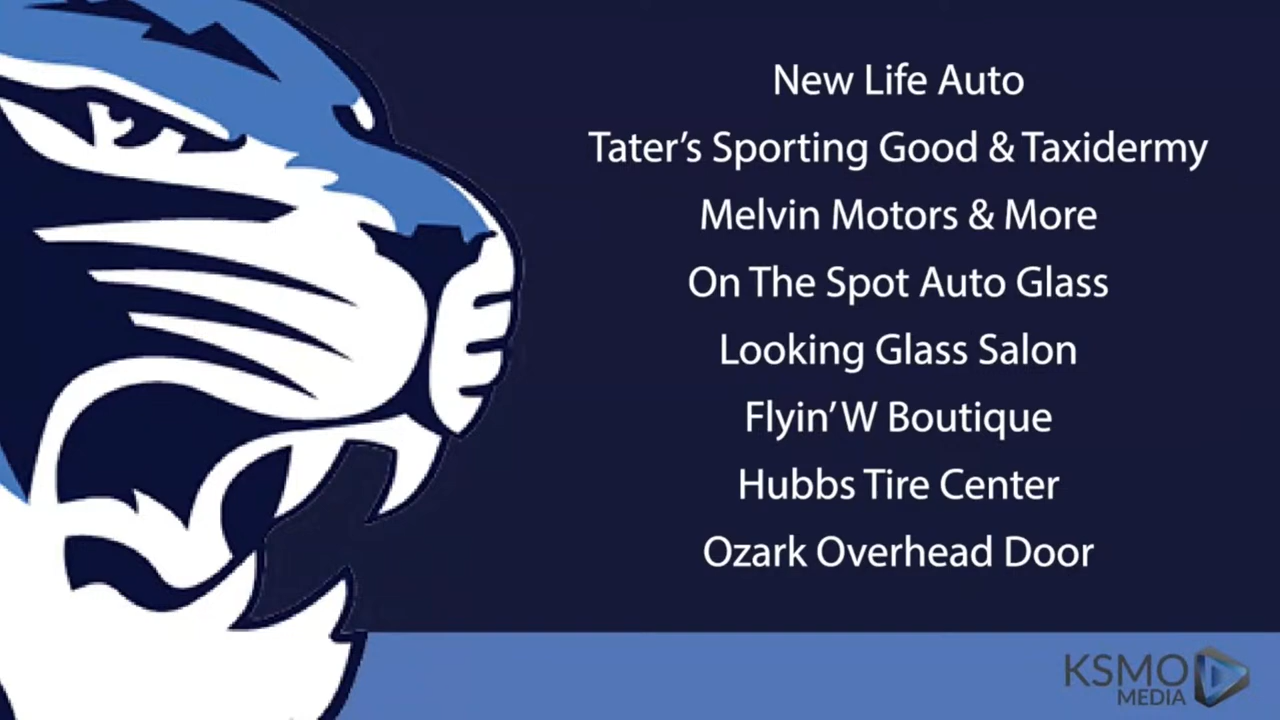 New Life Auto
Tater's Sporting Good & Taxidermy
Melvin Motors & More
On The Spot Auto Glass
Looking Glass Salon
Flyin' W Boutique
Hubbs Tire Center
Ozark Overhead Door
KSMO
MEDIA